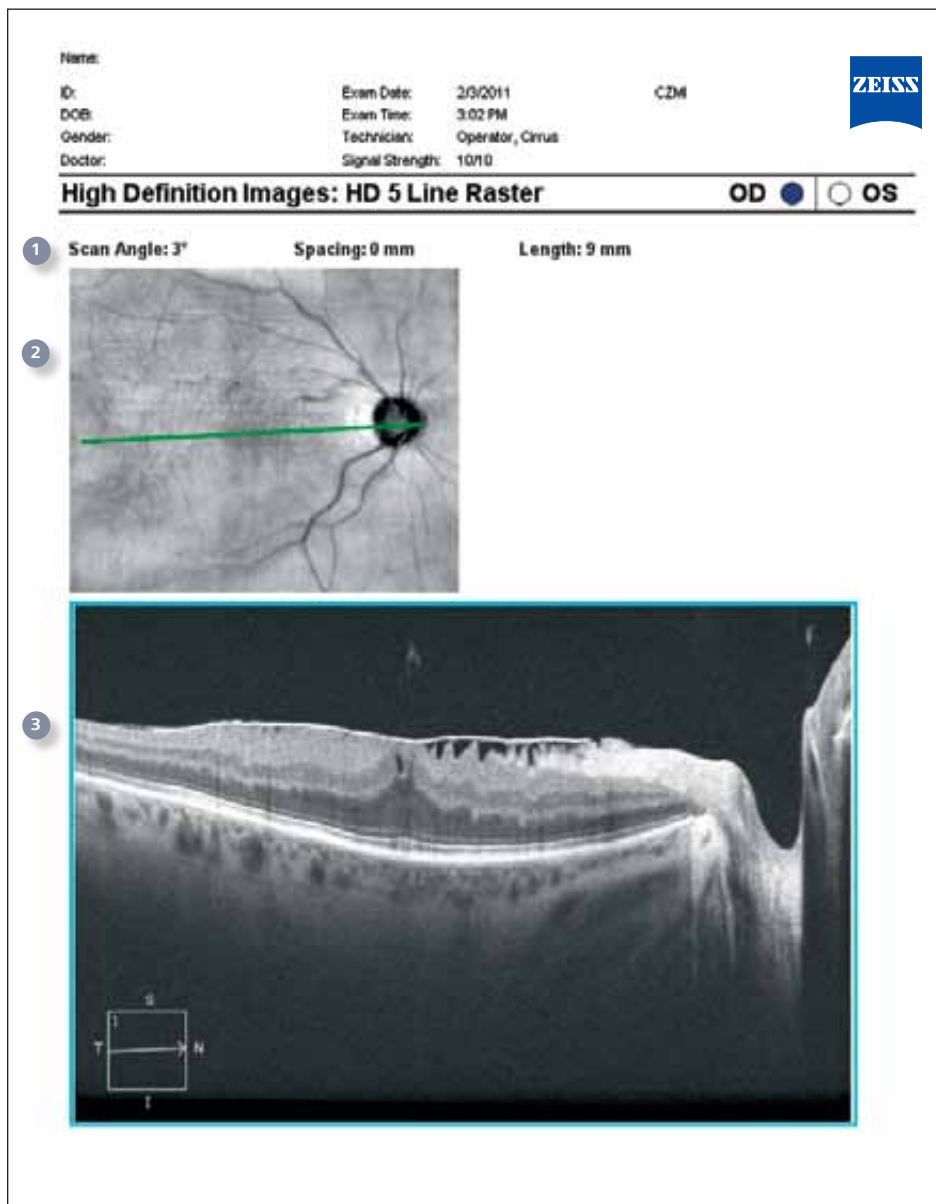 Name:
ZEISS
ID: Exam Date: 2/3/2011 CZMI
DOB: Exam Time: 3:02 PM
Gender: Technician: Operator, Cirrus
Doctor: Signal Strength: 10/10
High Definition Images: HD 5 Line Raster OD OS
1 Scan Angle: 3° Spacing: 0 mm Length: 9 mm
2
3
S
1
T N
I